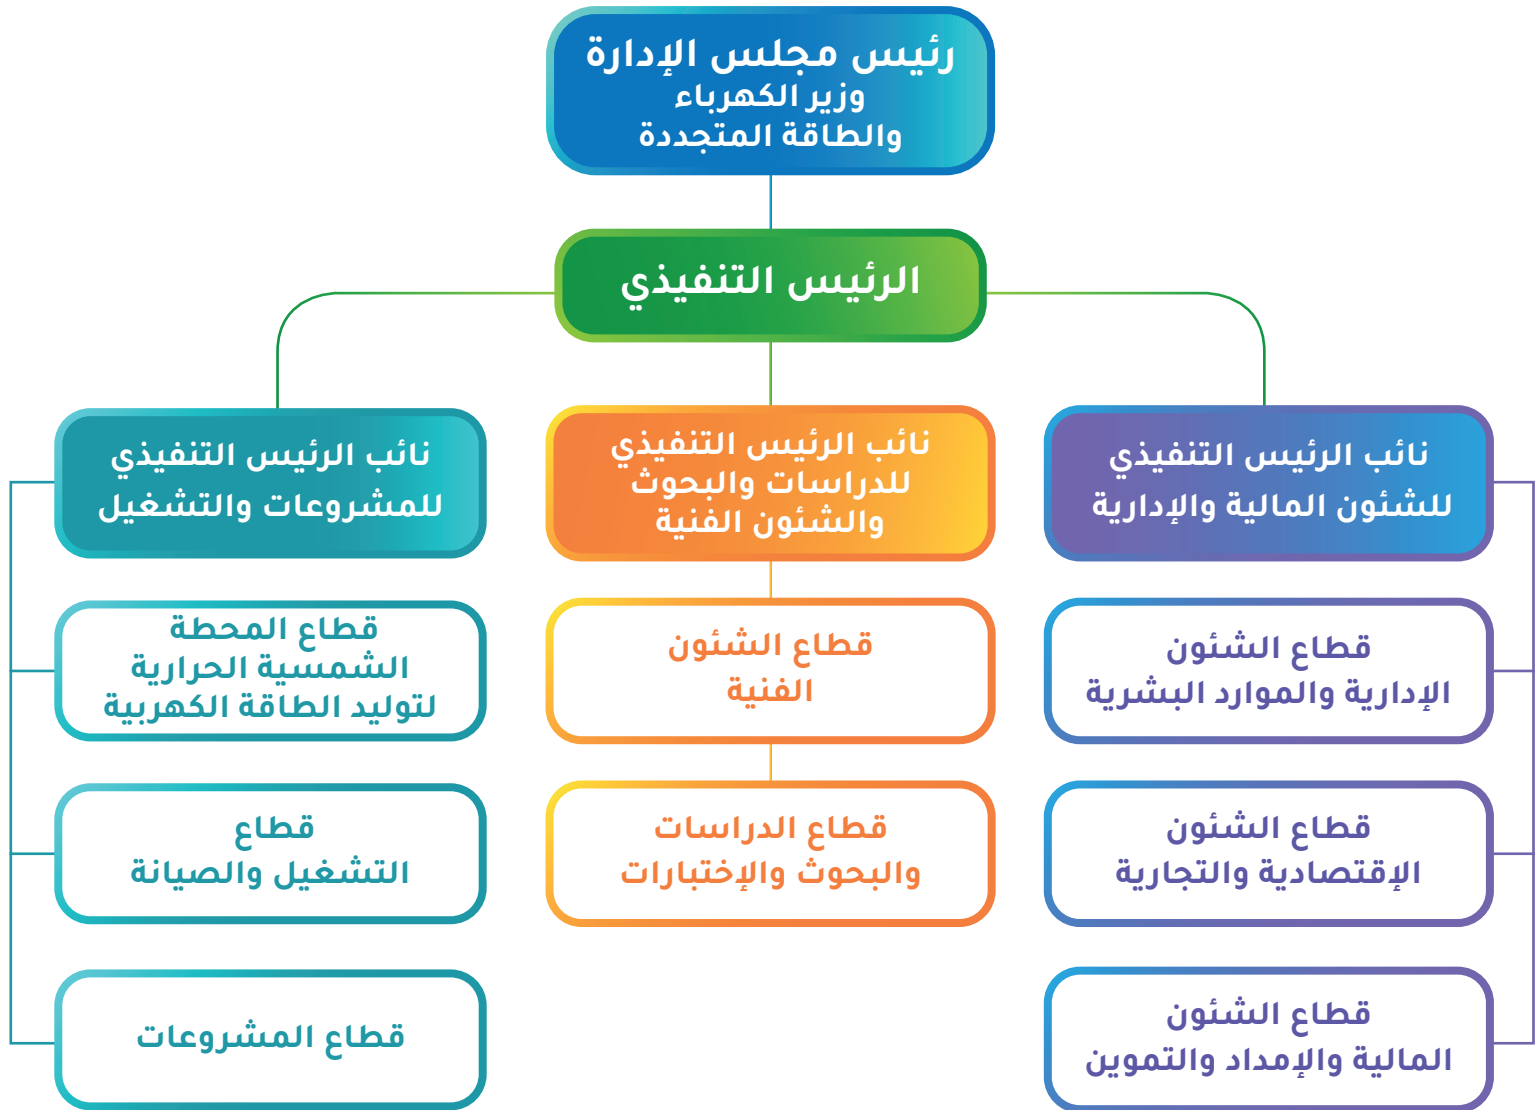 رئيس مجلس الإدارة
وزير الكهرباء
والطاقة المتجددة
الرئيس التنفيذي
نائب الرئيس التنفيذي
للشئون المالية والإدارية
نائب الرئيس التنفيذي
للدراسات والبحوث
والشئون الفنية
نائب الرئيس التنفيذي
للمشروعات والتشغيل
قطاع الشئون
الإدارية والموارد البشرية
قطاع الشئون
الفنية
قطاع المحطة
الشمسية الحرارية
لتوليد الطاقة الكهربية
قطاع الشئون
الإقتصادية والتجارية
قطاع الدراسات
والبحوث والإختبارات
قطاع
التشغيل والصيانة
قطاع الشئون
المالية والإمداد والتموين
قطاع المشروعات